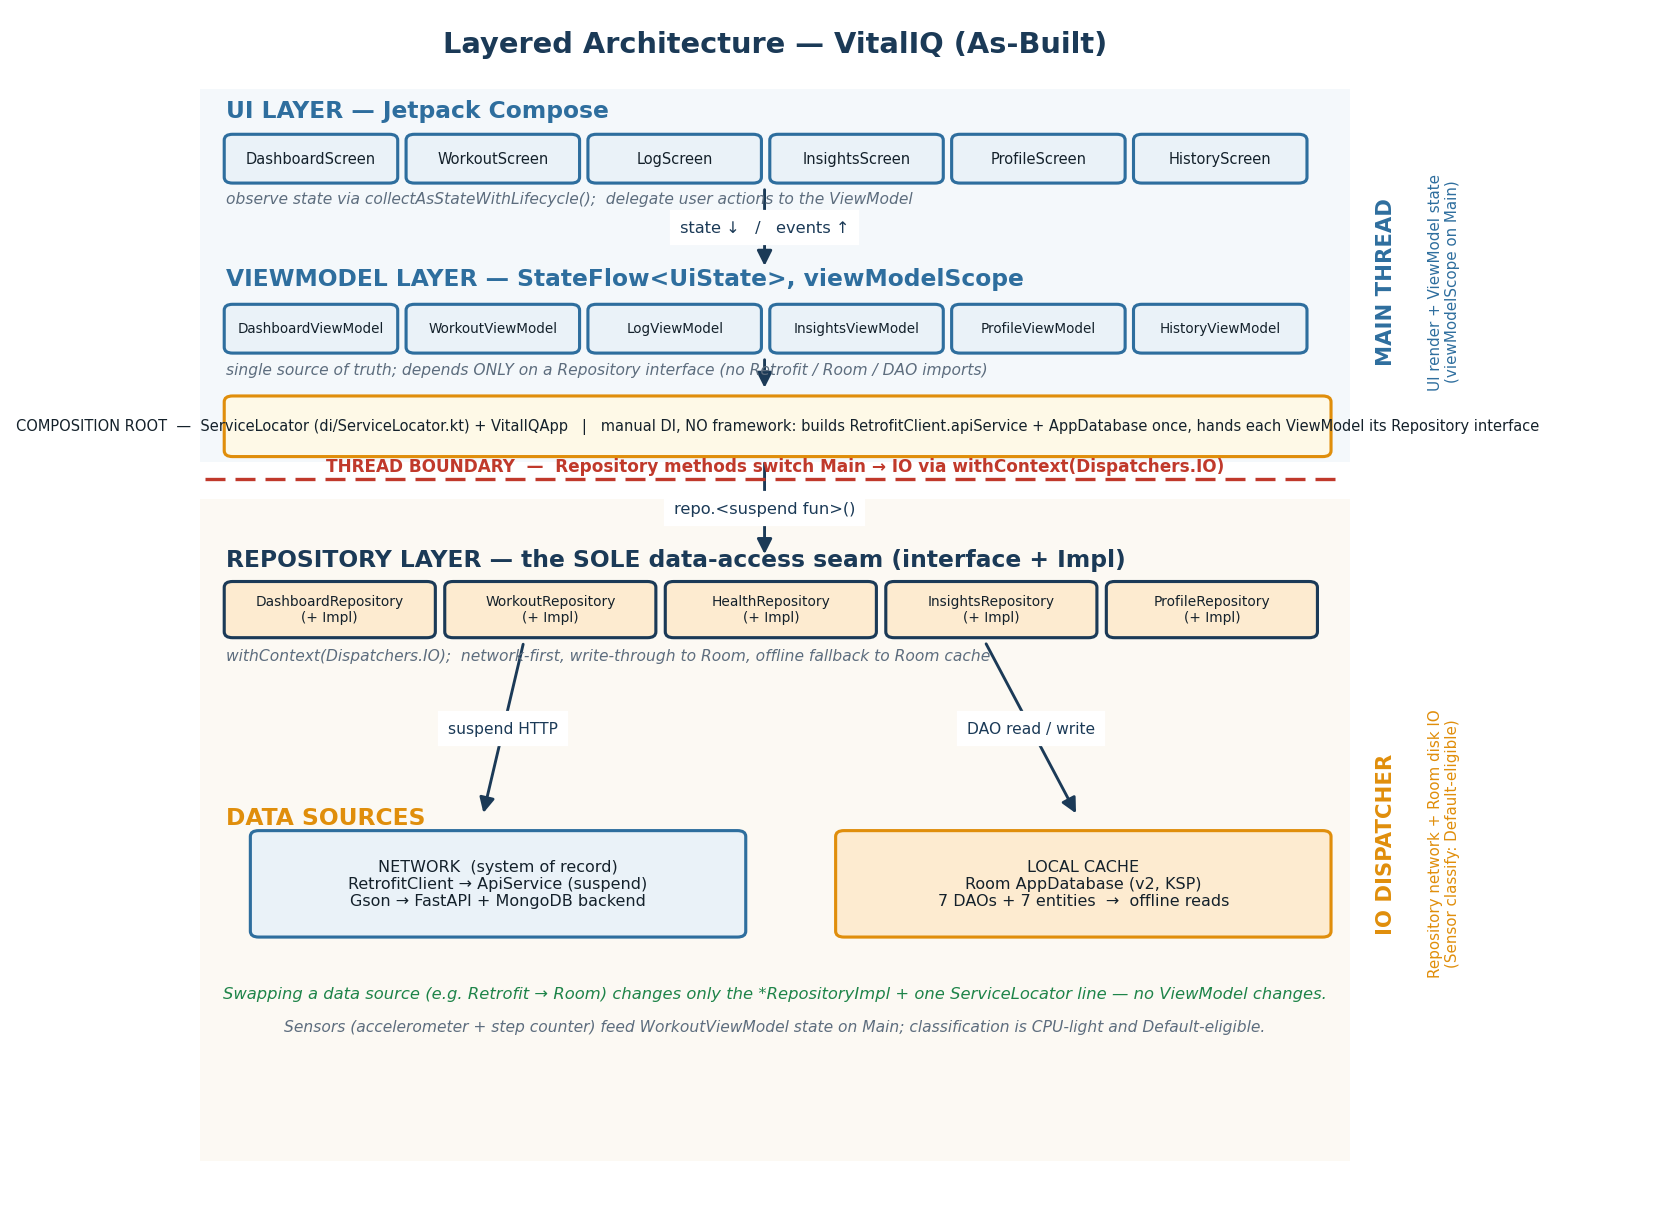 Layered Architecture — VitalIQ (As-Built)
UI LAYER — Jetpack Compose
DashboardScreen
WorkoutScreen
LogScreen
InsightsScreen
ProfileScreen
HistoryScreen
observe state via collectAsStateWithLifecycle();  delegate user actions to the ViewModel
state ↓   /   events ↑
VIEWMODEL LAYER — StateFlow<UiState>, viewModelScope
DashboardViewModel
WorkoutViewModel
LogViewModel
InsightsViewModel
ProfileViewModel
HistoryViewModel
single source of truth; depends ONLY on a Repository interface (no Retrofit / Room / DAO imports)
COMPOSITION ROOT  —  ServiceLocator (di/ServiceLocator.kt) + VitalIQApp   |   manual DI, NO framework: builds RetrofitClient.apiService + AppDatabase once, hands each ViewModel its Repository interface
MAIN THREAD
UI render + ViewModel state
(viewModelScope on Main)
THREAD BOUNDARY  —  Repository methods switch Main → IO via withContext(Dispatchers.IO)
repo.<suspend fun>()
REPOSITORY LAYER — the SOLE data-access seam (interface + Impl)
DashboardRepository
(+ Impl)
WorkoutRepository
(+ Impl)
HealthRepository
(+ Impl)
InsightsRepository
(+ Impl)
ProfileRepository
(+ Impl)
withContext(Dispatchers.IO);  network-first, write-through to Room, offline fallback to Room cache
suspend HTTP
DAO read / write
DATA SOURCES
NETWORK  (system of record)
RetrofitClient → ApiService (suspend)
Gson → FastAPI + MongoDB backend
LOCAL CACHE
Room AppDatabase (v2, KSP)
7 DAOs + 7 entities  →  offline reads
IO DISPATCHER
Repository network + Room disk IO
(Sensor classify: Default-eligible)
Swapping a data source (e.g. Retrofit → Room) changes only the *RepositoryImpl + one ServiceLocator line — no ViewModel changes.
Sensors (accelerometer + step counter) feed WorkoutViewModel state on Main; classification is CPU-light and Default-eligible.